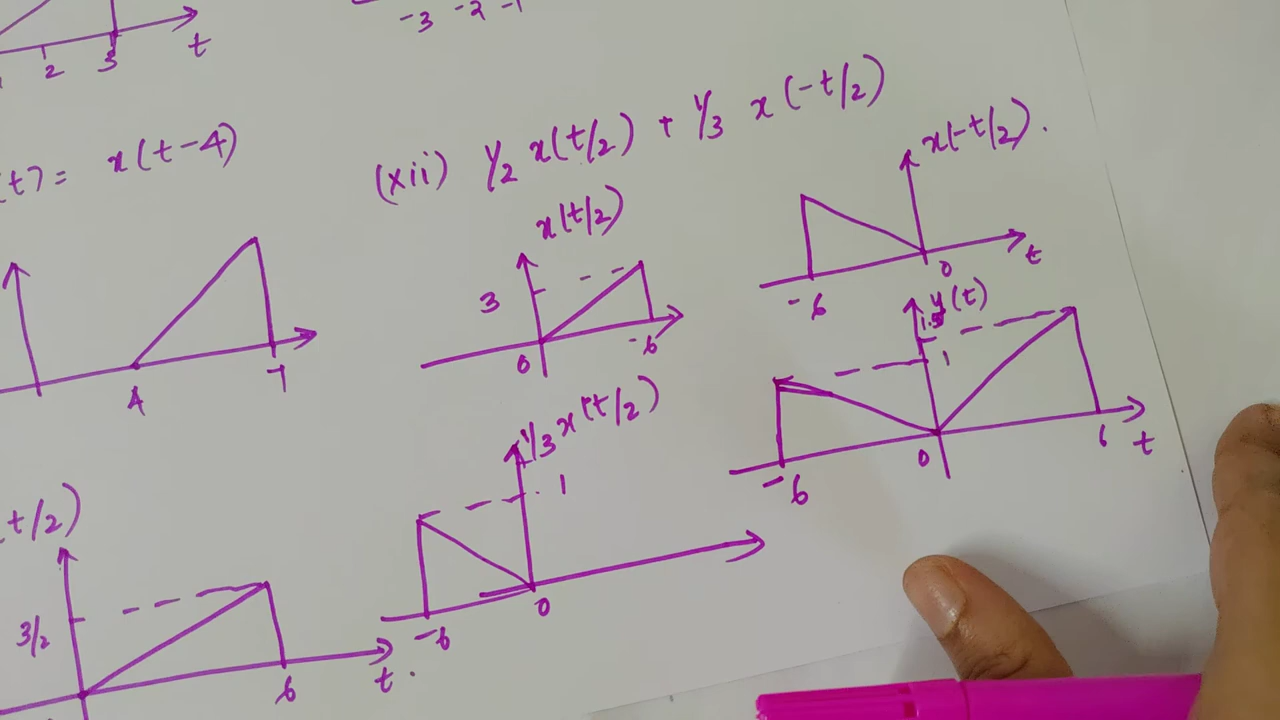 -3 -2 -1
2 3 t
(t) = x(t-4)
(xii) 1/2 x(t/2) + 1/3 x(-t/2)
x(-t/2).
-6 0 t
x(t/2)
3
0 -6
4 7
y(t)
1.5
1
-6 0 6 t
1/3 x(t/2)
1
-6 0
t/2)
3/2
6 t.